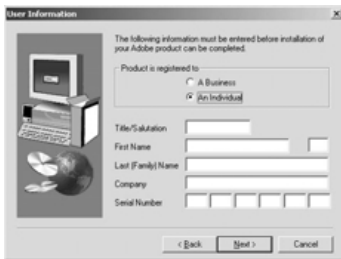 User Information
The following information must be entered before installation of
your Adobe product can be completed.
Product is registered to
A Business
An Individual
Title/Salutation
First Name
Last (Family) Name
Company
Serial Number
< Back
Next >
Cancel